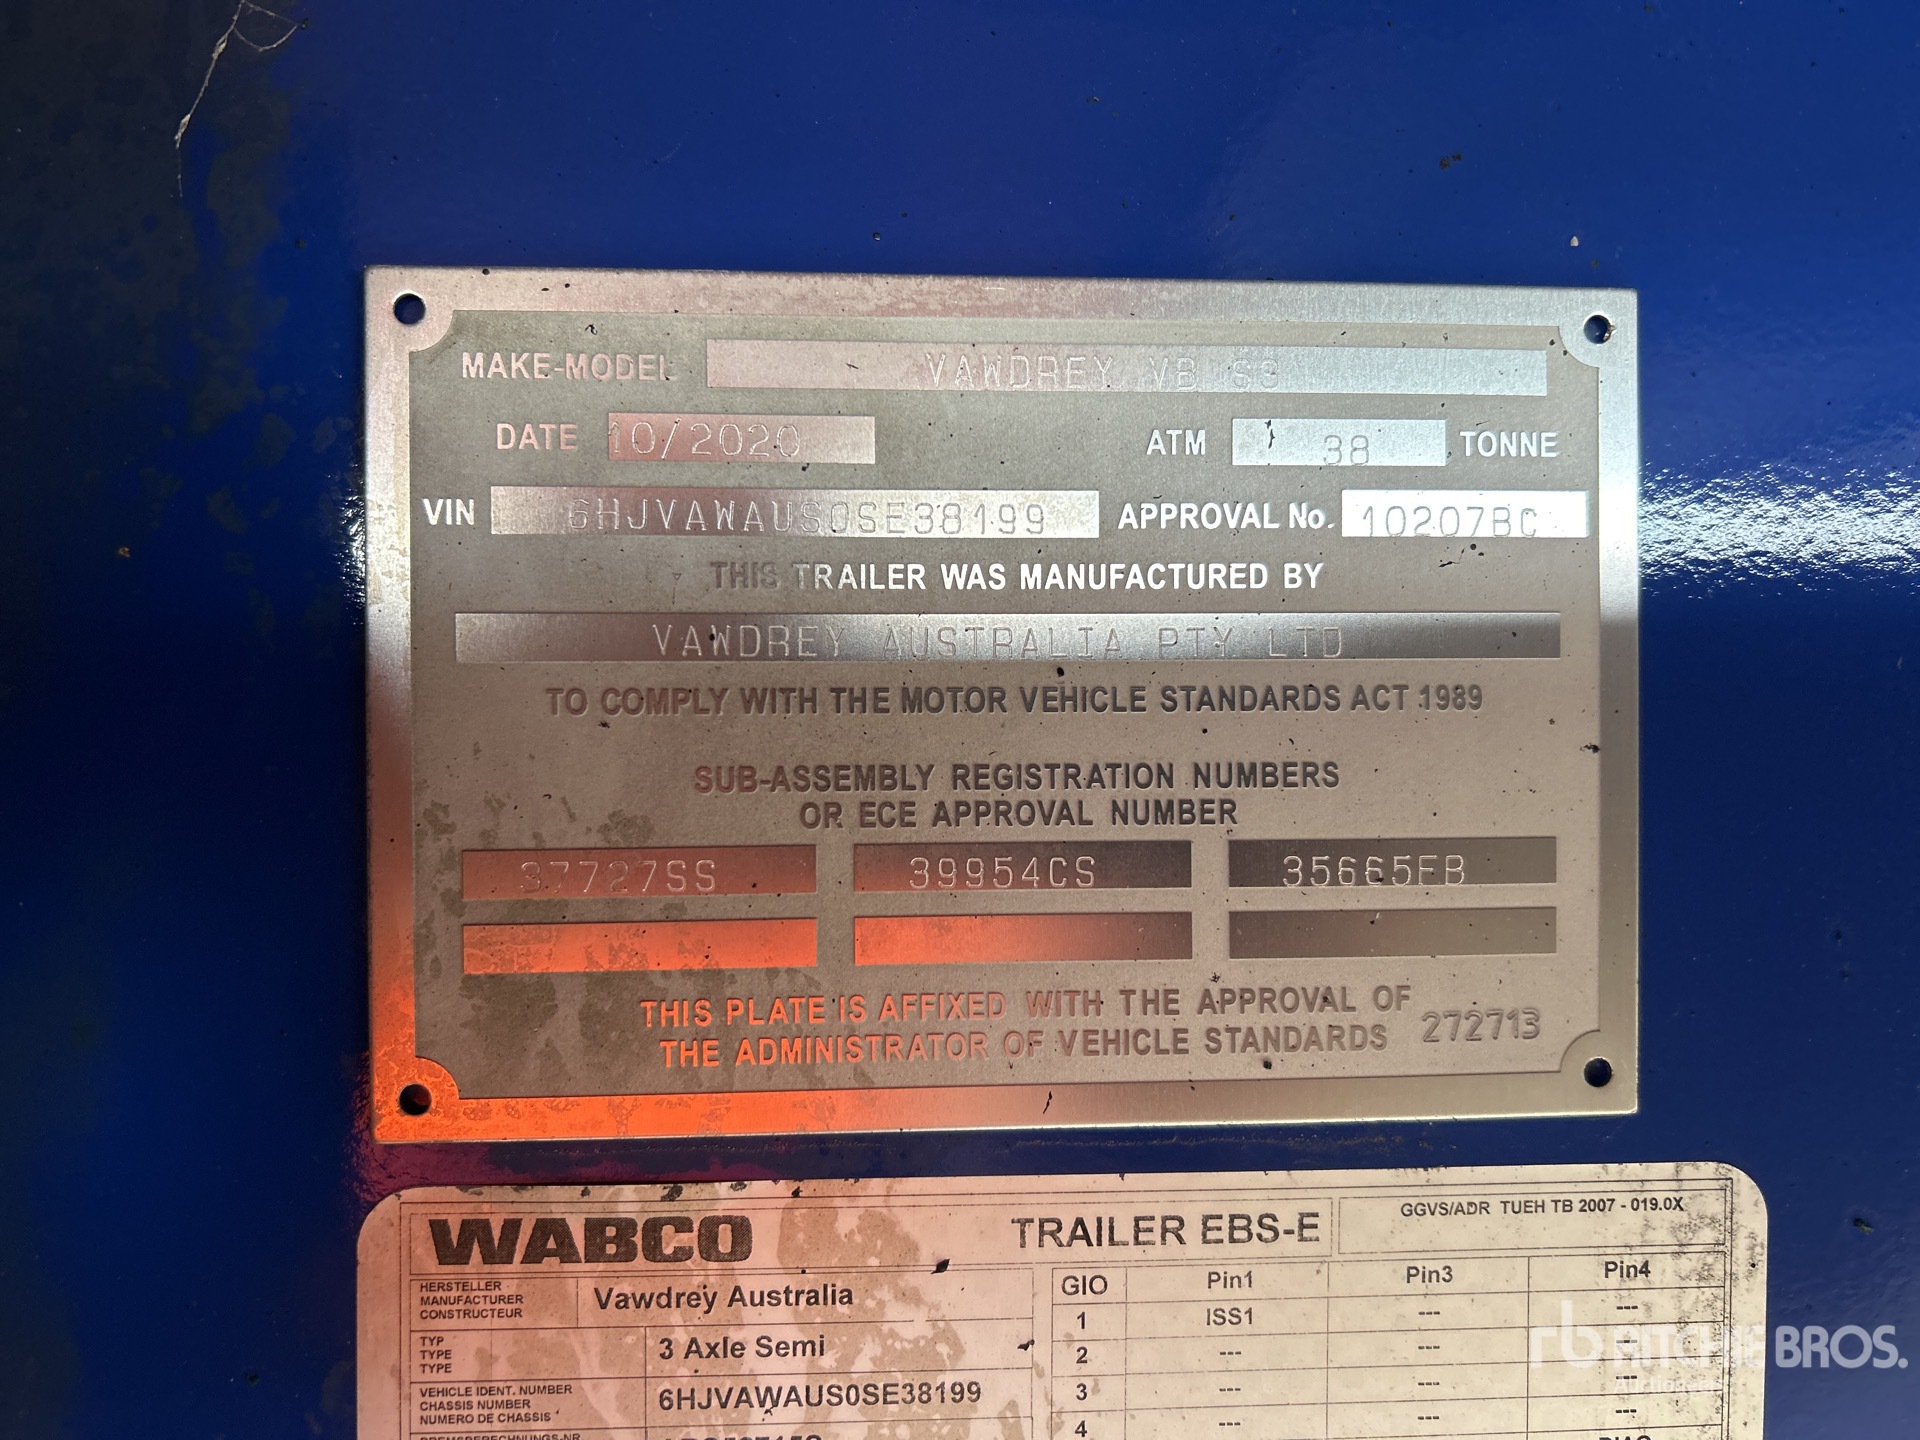 MAKE-MODEL VAWDREY VB S3
DATE 10/2020 ATM 38 TONNE
VIN 6HJVAWAUS0SE38199 APPROVAL No. 10207BC
THIS TRAILER WAS MANUFACTURED BY
VAWDREY AUSTRALIA PTY LTD
TO COMPLY WITH THE MOTOR VEHICLE STANDARDS ACT 1989
SUB-ASSEMBLY REGISTRATION NUMBERS
OR ECE APPROVAL NUMBER
37727SS 39954CS 35665EB
THIS PLATE IS AFFIXED WITH THE APPROVAL OF
THE ADMINISTRATOR OF VEHICLE STANDARDS 272713
WABCO TRAILER EBS-E GGVS/ADR TUEH TB 2007 - 019.0X
HERSTELLER
MANUFACTURER
CONSTRUCTEUR
Vawdrey Australia
TYP
TYPE
TYPE
3 Axle Semi
VEHICLE IDENT. NUMBER
CHASSIS NUMBER
NUMERO DE CHASSIS
6HJVAWAUS0SE38199
GIO Pin1 Pin3 Pin4
1 ISS1 --- ---
2 --- --- ---
3 --- --- ---
4 --- --- ---
rb RITCHIE BROS.